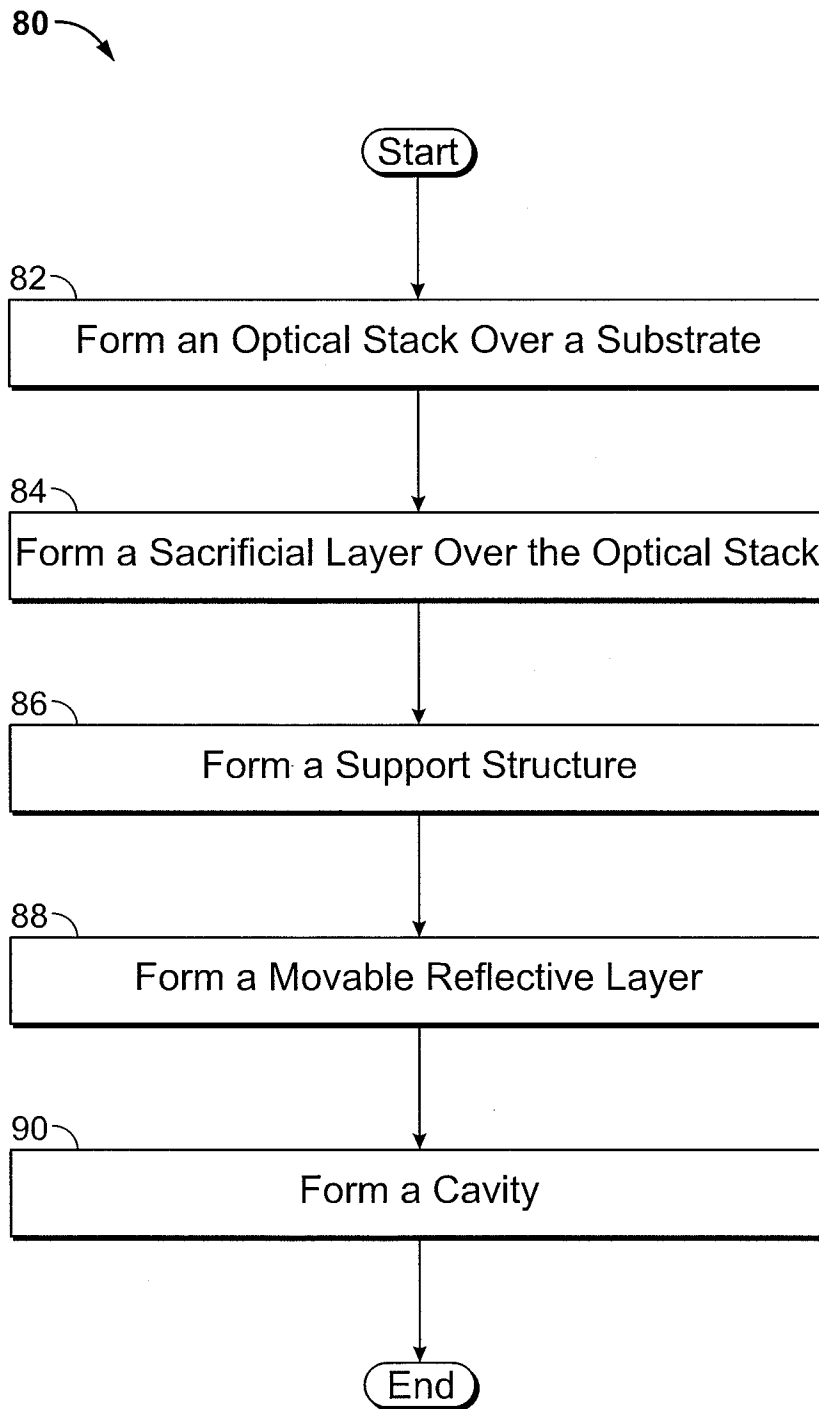 80
Start
82
Form an Optical Stack Over a Substrate
84
Form a Sacrificial Layer Over the Optical Stack
86
Form a Support Structure
88
Form a Movable Reflective Layer
90
Form a Cavity
End